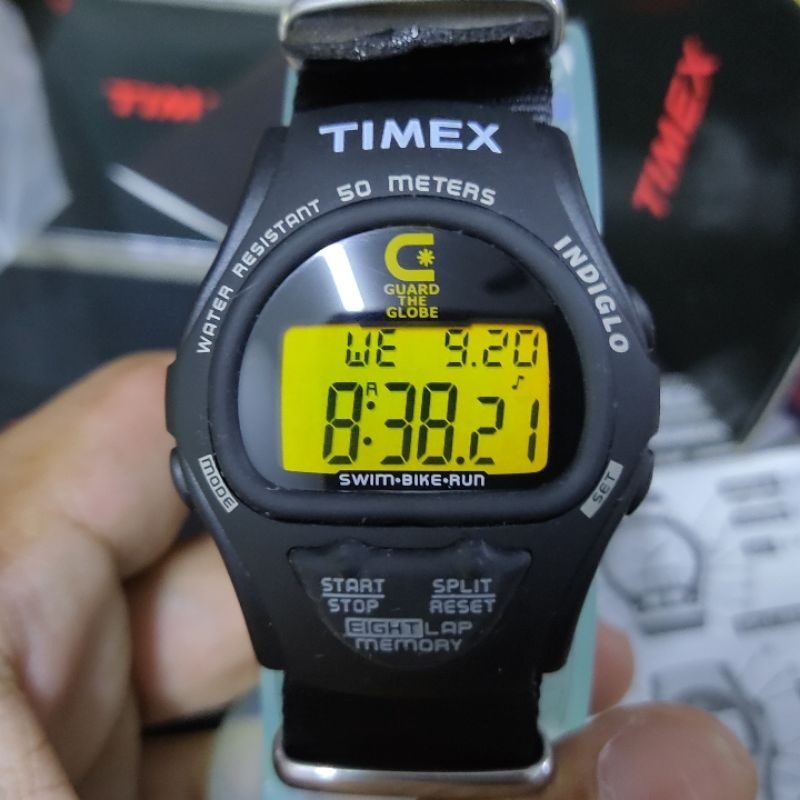 TIM
TIMEX
TIMEX
WATER RESISTANT 50 METERS
INDIGLO
GUARD
THE
GLOBE
WE 9.20
A
8:38.21
SWIM•BIKE•RUN
MODE
SET
START
STOP
SPLIT
RESET
EIGHT LAP
MEMORY